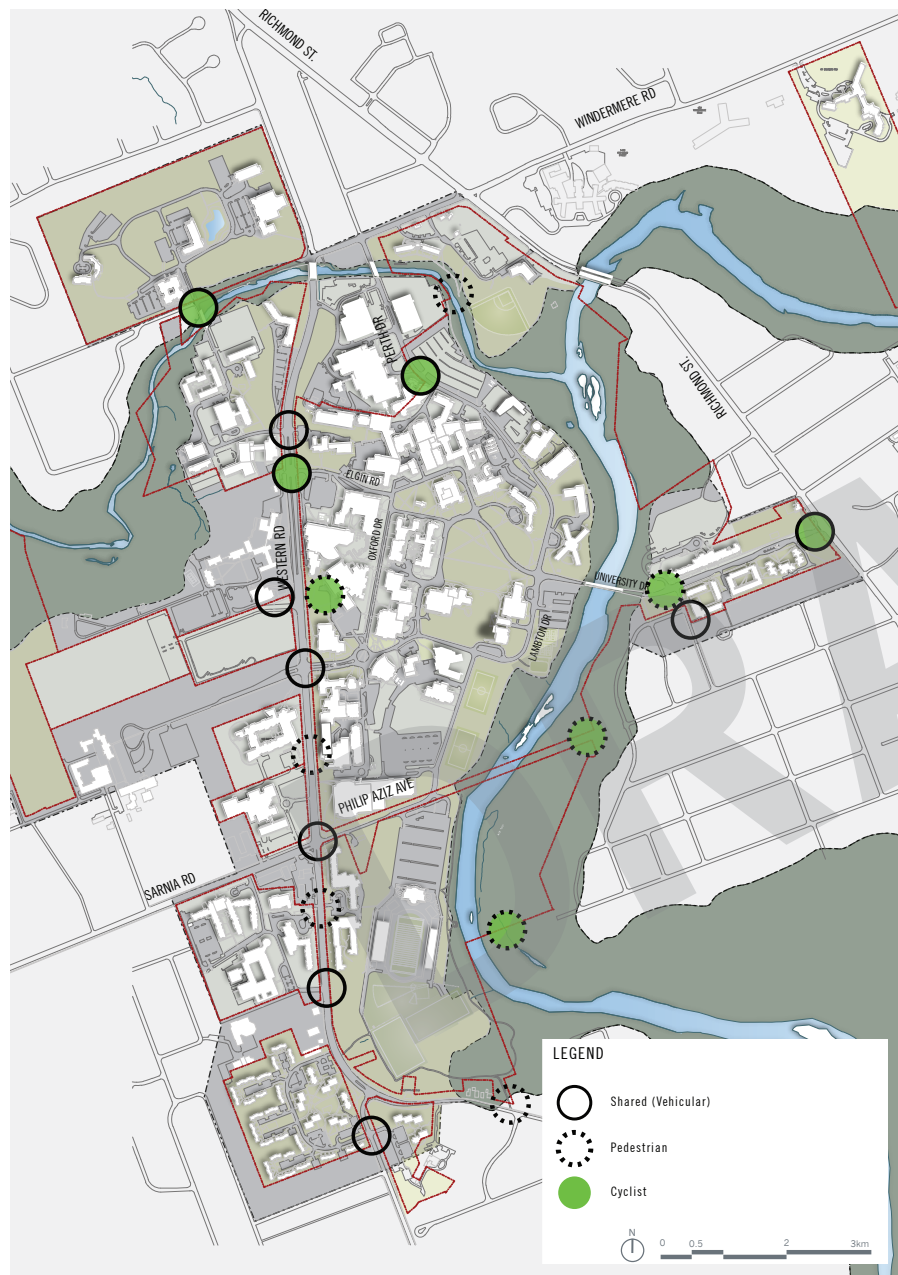 RICHMOND ST.
WINDERMERE RD
PERTH DR
RICHMOND ST
ELGIN RD
OXFORD DR
WESTERN RD
UNIVERSITY DR
LAMBTON DR
PHILIP AZIZ AVE
SARNIA RD
LEGEND
Shared (Vehicular)
Pedestrian
Cyclist
N
0 0.5 2 3km